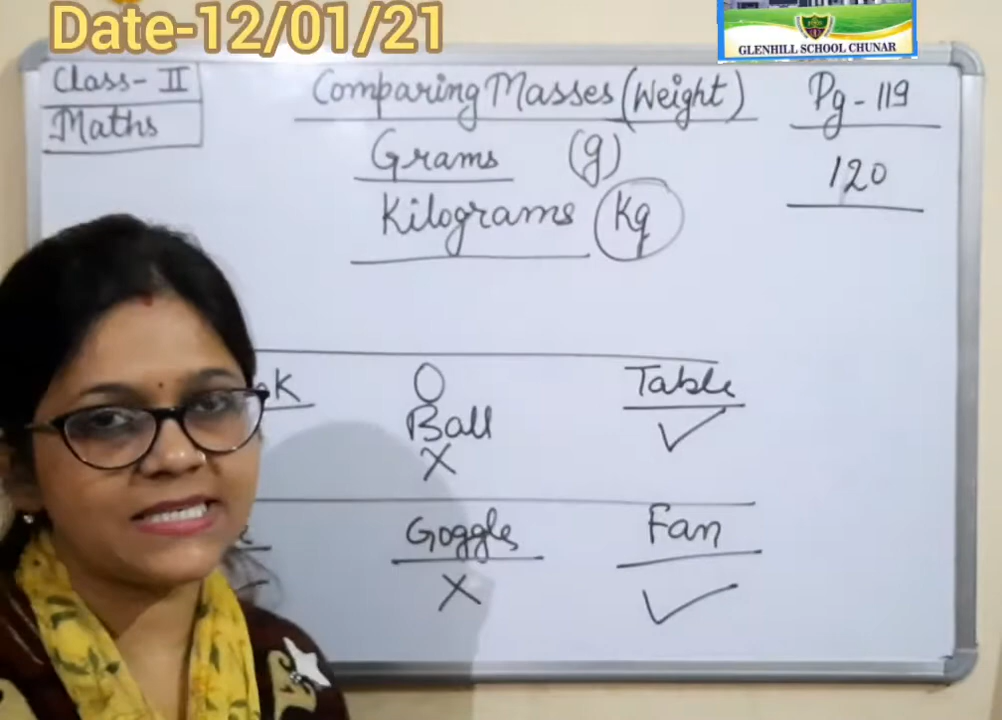 Date-12/01/21
GLENHILL SCHOOL CHUNAR
Class- II
Maths
Comparing Masses (Weight)
Pg - 119
120
Grams (g)
Kilograms (Kg)
Ball
Table
Goggles
Fan